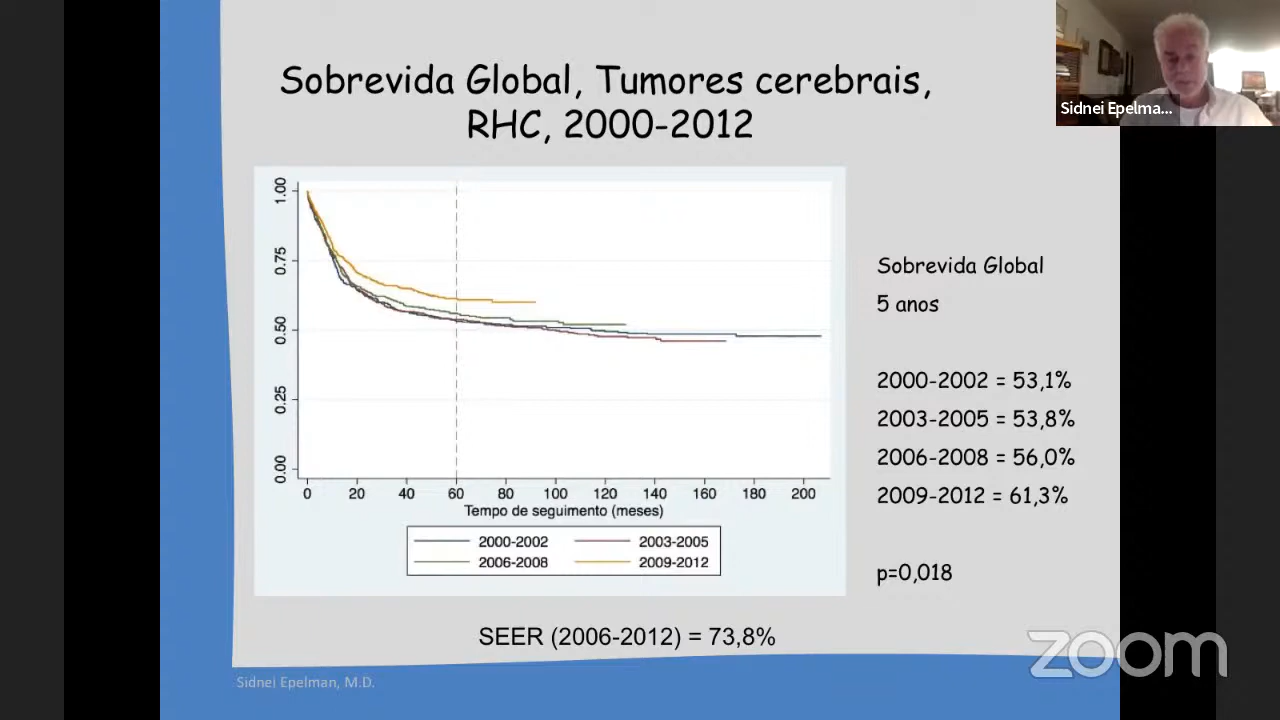 Sobrevida Global, Tumores cerebrais,
RHC, 2000-2012
Sidnei Epelma...
1.00
0.75
0.50
0.25
0.00
0 20 40 60 80 100 120 140 160 180 200
Tempo de seguimento (meses)
2000-2002 2003-2005
2006-2008 2009-2012
Sobrevida Global
5 anos
2000-2002 = 53,1%
2003-2005 = 53,8%
2006-2008 = 56,0%
2009-2012 = 61,3%
p=0,018
SEER (2006-2012) = 73,8%
Sidnei Epelman, M.D.
zoom